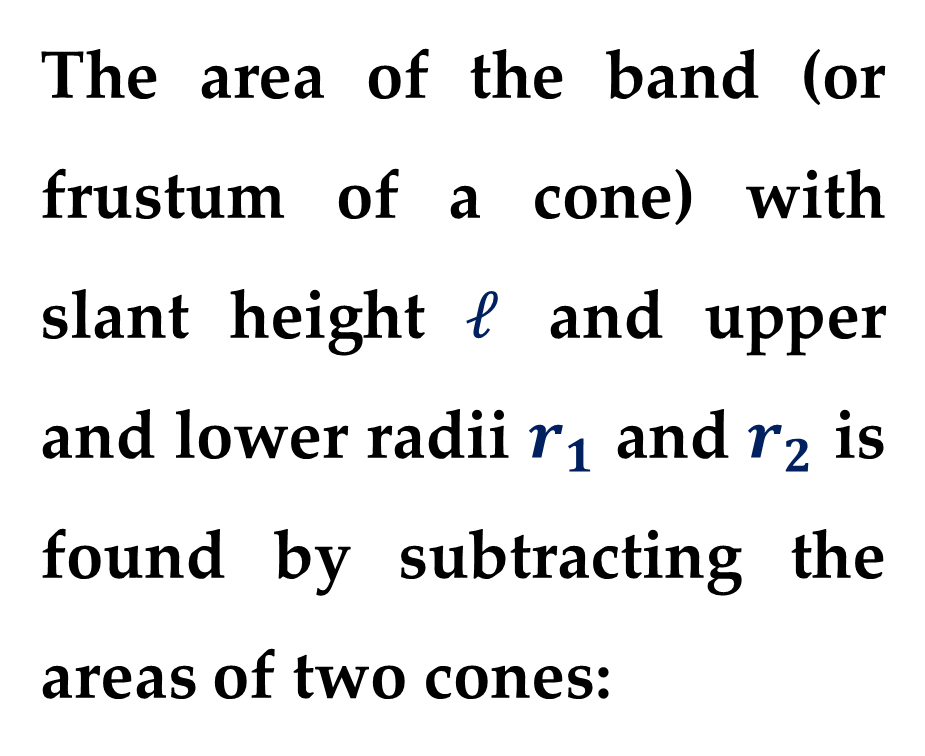 The area of the band (or
frustum of a cone) with
slant height ℓ and upper
and lower radii r₁ and r₂ is
found by subtracting the
areas of two cones: